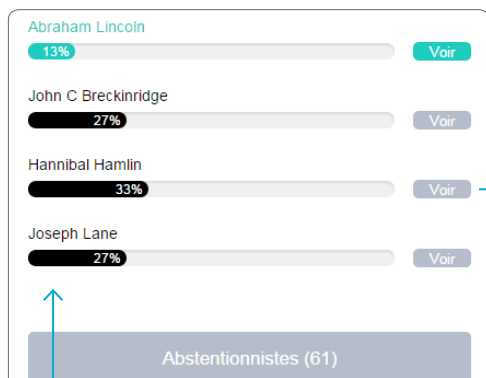 Abraham Lincoln
13% Voir
John C Breckinridge
27% Voir
Hannibal Hamlin
33% Voir
Joseph Lane
27% Voir
Abstentionnistes (61)